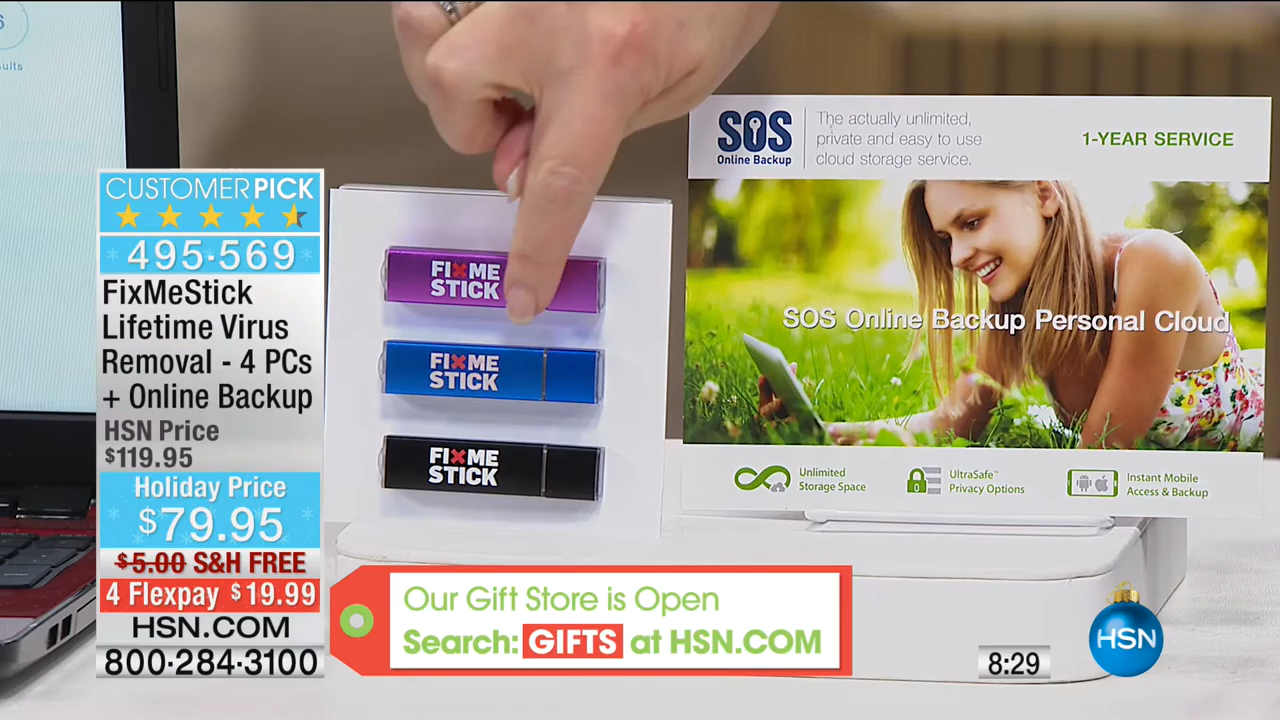 6
ults
CUSTOMER PICK
495·569
FixMeStick
Lifetime Virus
Removal - 4 PCs
+ Online Backup
HSN Price
$119.95
Holiday Price
$79.95
$5.00 S&H FREE
4 Flexpay $19.99
HSN.COM
800·284·3100
FIXME
STICK
FIXME
STICK
FIXME
STICK
SOS
Online Backup
The actually unlimited,
private and easy to use
cloud storage service.
1-YEAR SERVICE
SOS Online Backup Personal Cloud
Unlimited
Storage Space
UltraSafe™
Privacy Options
Instant Mobile
Access & Backup
Our Gift Store is Open
Search: GIFTS at HSN.COM
8:29
HSN